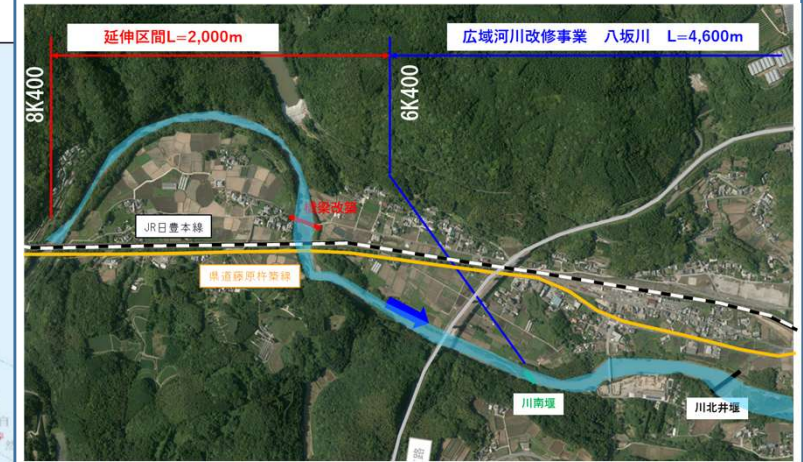 延伸区間L=2,000m
広域河川改修事業 八坂川 L=4,600m
8K400
6K400
梁改築
JR日豊本線
県道藤原杵築線
川南堰
川北井堰